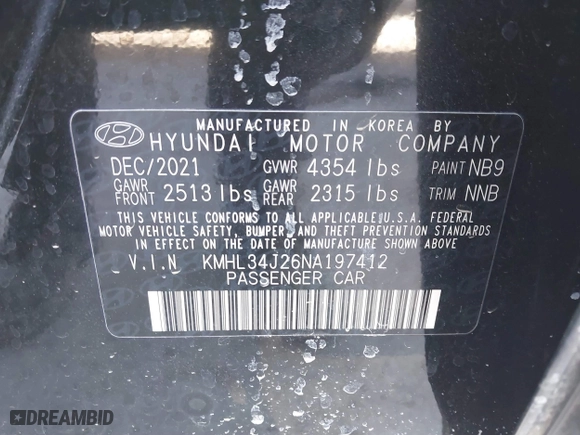 MANUFACTURED IN KOREA BY
HYUNDAI MOTOR COMPANY
DEC/2021 GVWR 4354 lbs PAINT NB9
GAWR FRONT 2513 lbs GAWR REAR 2315 lbs TRIM NNB
THIS VEHICLE CONFORMS TO ALL APPLICABLE U.S.A. FEDERAL
MOTOR VEHICLE SAFETY, BUMPER, AND THEFT PREVENTION STANDARDS
IN EFFECT ON THE DATE OF MANUFACTURE SHOWN ABOVE
V.I.N KMHL34J26NA197412
PASSENGER CAR
DREAMBID